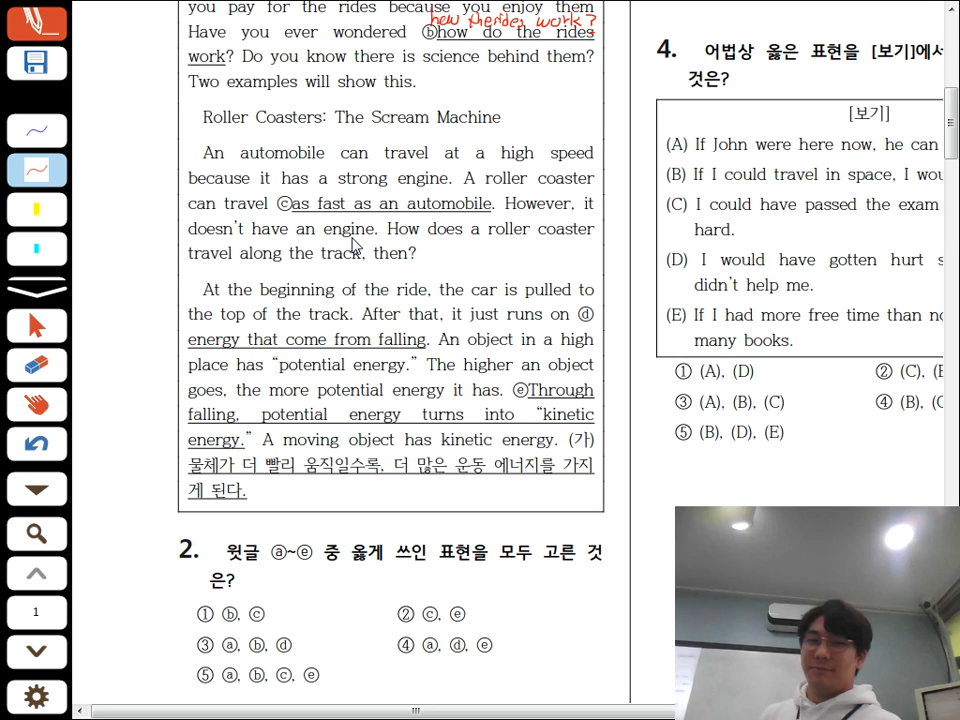 you pay for the rides because you enjoy them
how the rides work?
Have you ever wondered ⓑhow do the rides
work? Do you know there is science behind them?
Two examples will show this.
Roller Coasters: The Scream Machine
An automobile can travel at a high speed
because it has a strong engine. A roller coaster
can travel ⓒas fast as an automobile. However, it
doesn't have an engine. How does a roller coaster
travel along the track, then?
At the beginning of the ride, the car is pulled to
the top of the track. After that, it just runs on ⓓ
energy that come from falling. An object in a high
place has “potential energy.” The higher an object
goes, the more potential energy it has. ⓔThrough
falling, potential energy turns into “kinetic
energy.” A moving object has kinetic energy. (가)
물체가 더 빨리 움직일수록, 더 많은 운동 에너지를 가지
게 된다.
2. 윗글 ⓐ~ⓔ 중 옳게 쓰인 표현을 모두 고른 것
은?
① ⓑ, ⓒ ② ⓒ, ⓔ
③ ⓐ, ⓑ, ⓓ ④ ⓐ, ⓓ, ⓔ
⑤ ⓐ, ⓑ, ⓒ, ⓔ
4. 어법상 옳은 표현을 [보기]에서
것은?
[보기]
(A) If John were here now, he can
(B) If I could travel in space, I
(C) I could have passed the exam
hard.
(D) I would have gotten hurt
didn't help me.
(E) If I had more free time than
many books.
① (A), (D) ② (C),
③ (A), (B), (C) ④ (B),
⑤ (B), (D), (E)
1